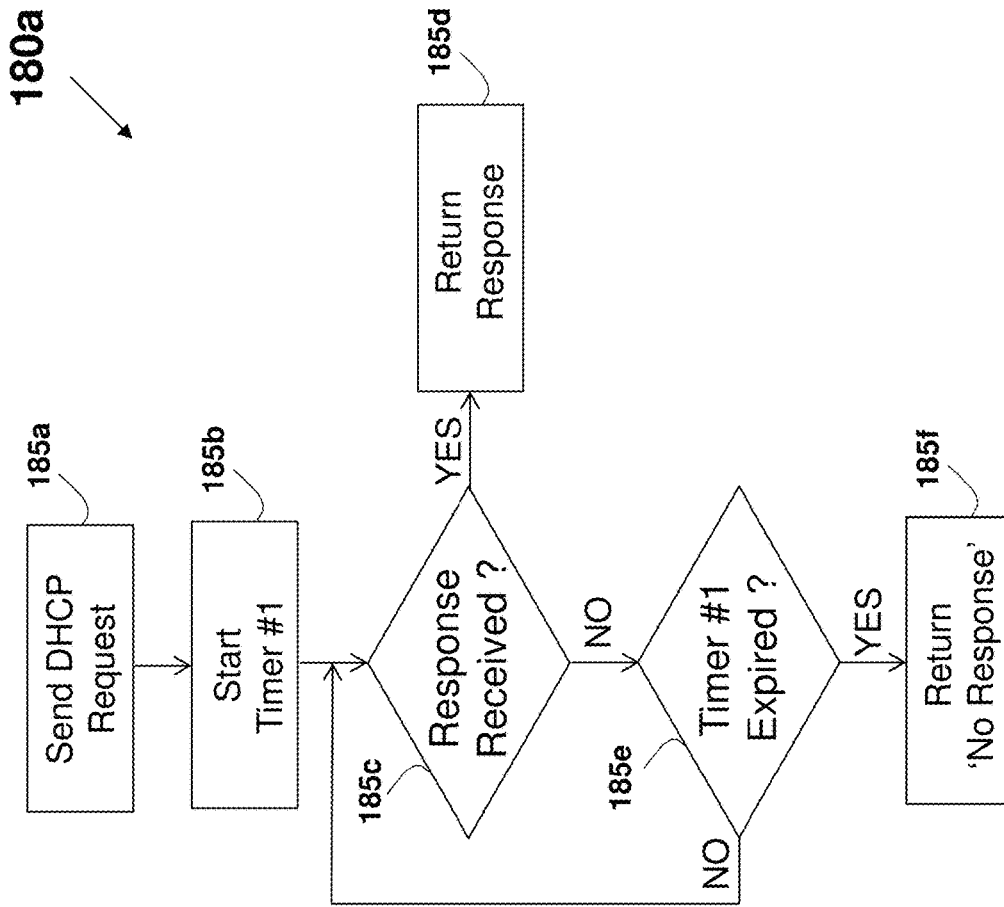 180a
185a
Send DHCP
Request
185b
Start
Timer #1
185c
Response
Received ?
YES
185d
Return
Response
NO
185e
Timer #1
Expired ?
NO
YES
185f
Return
'No Response'